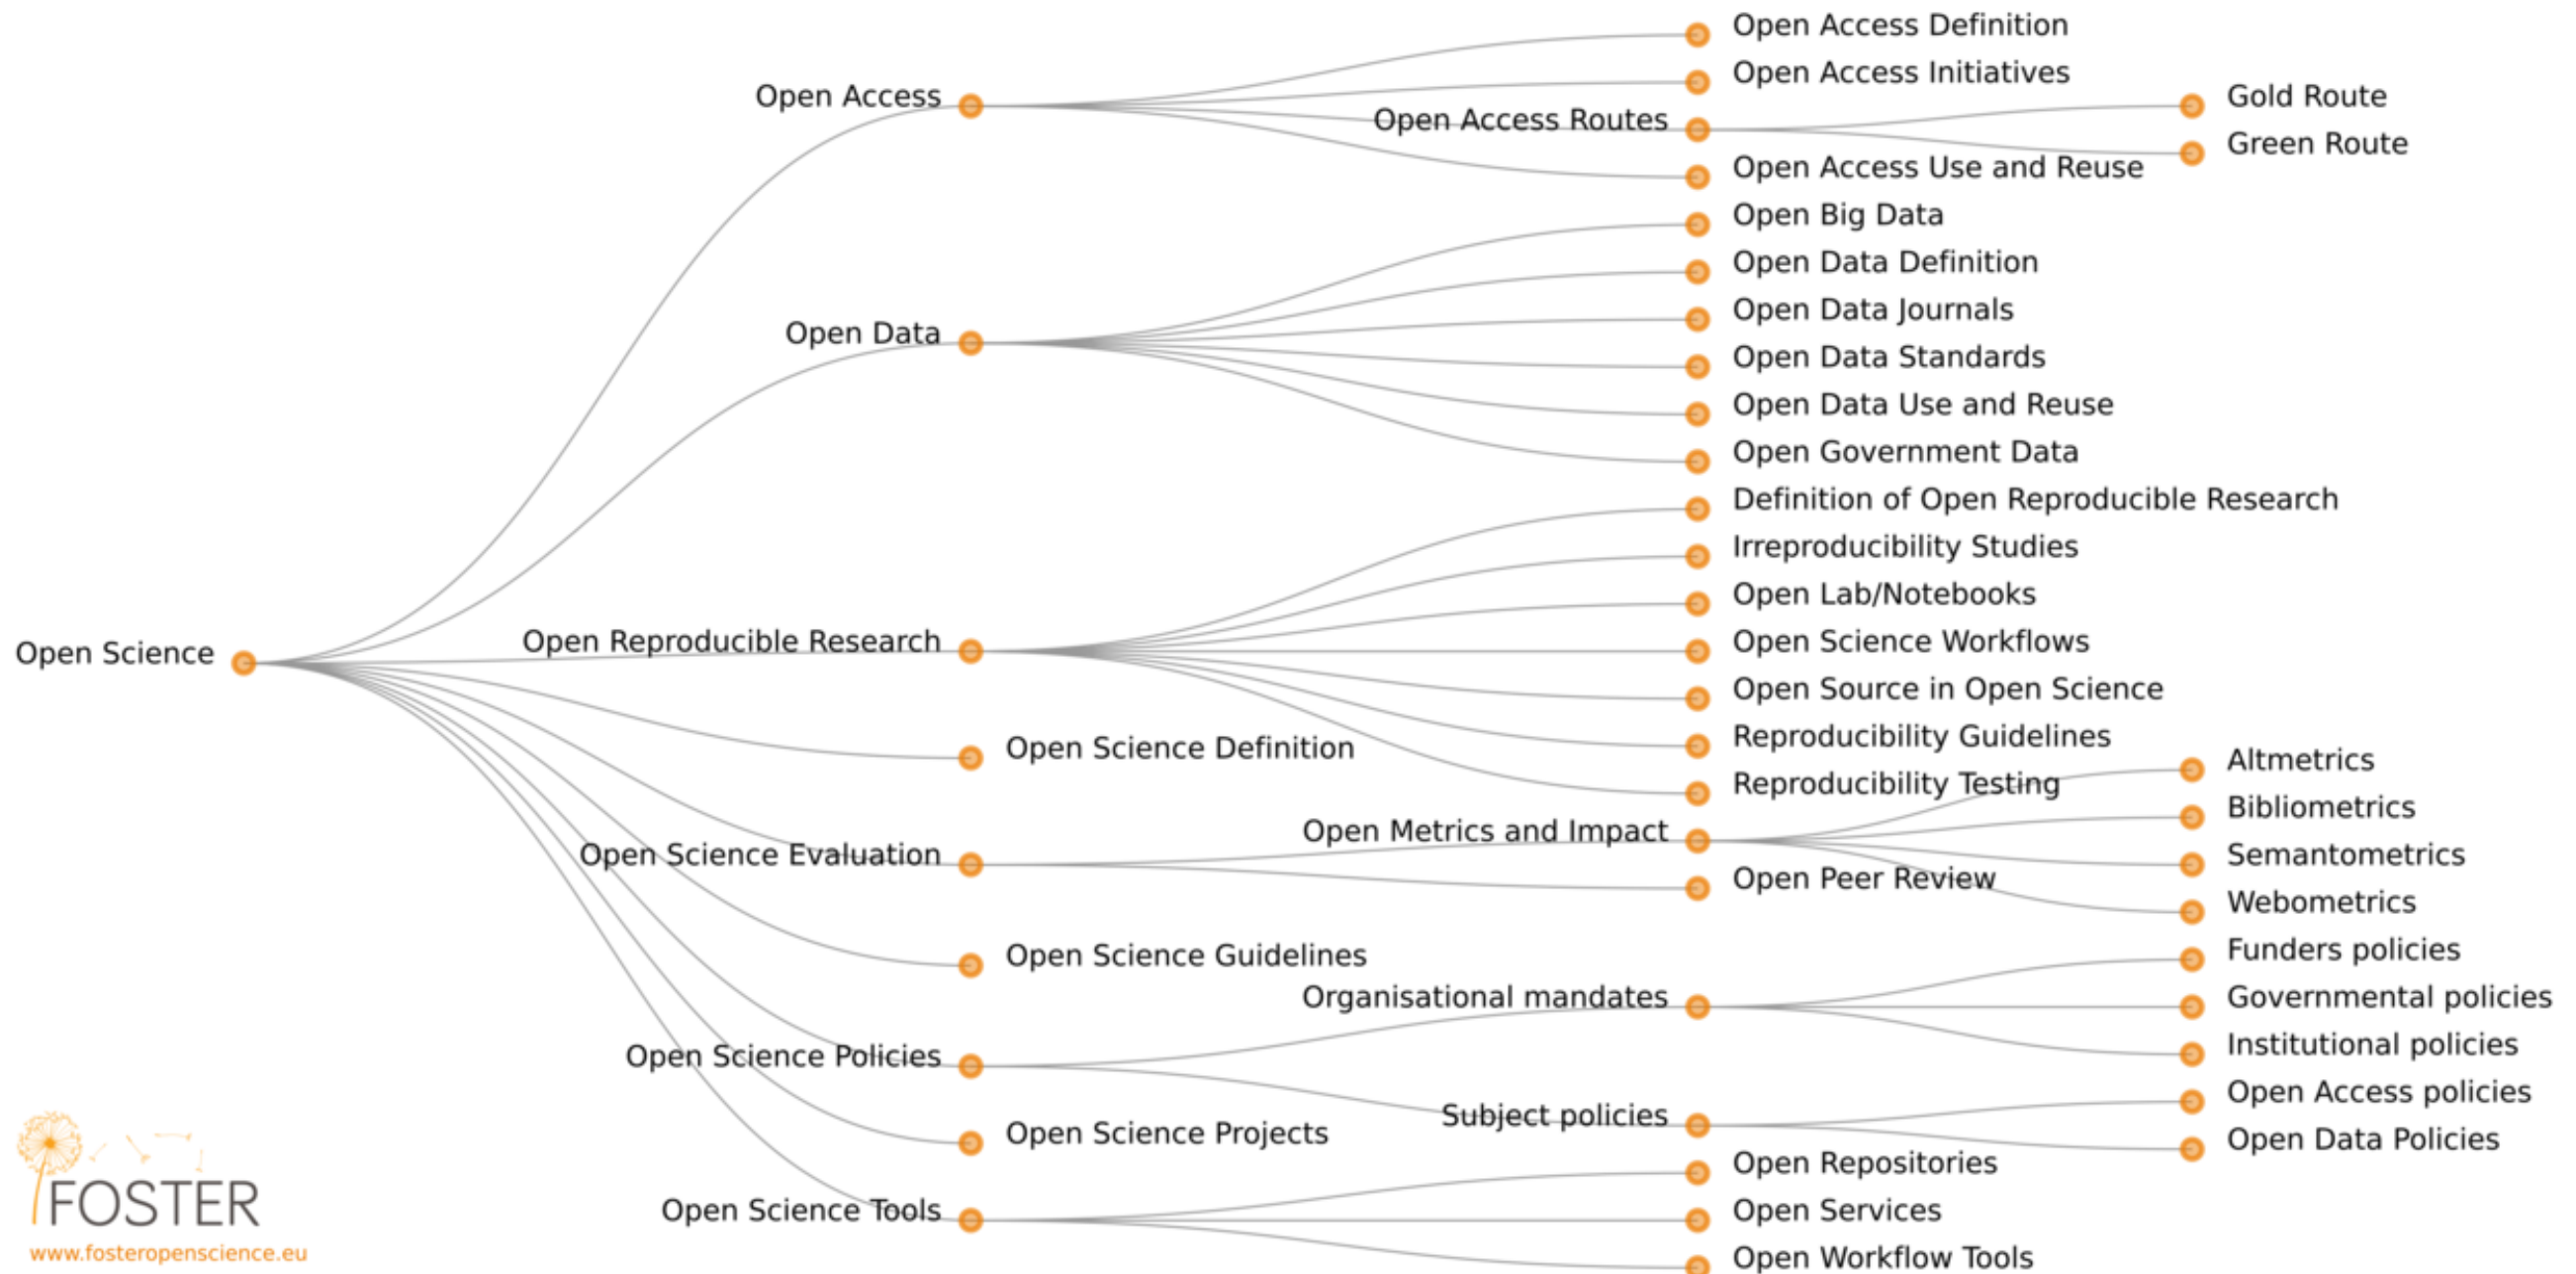 Open Science
Open Access
Open Access Definition
Open Access Initiatives
Open Access Routes
Gold Route
Green Route
Open Access Use and Reuse
Open Data
Open Big Data
Open Data Definition
Open Data Journals
Open Data Standards
Open Data Use and Reuse
Open Government Data
Open Reproducible Research
Definition of Open Reproducible Research
Irreproducibility Studies
Open Lab/Notebooks
Open Science Workflows
Open Source in Open Science
Reproducibility Guidelines
Reproducibility Testing
Open Science Definition
Open Science Evaluation
Open Metrics and Impact
Altmetrics
Bibliometrics
Semantometrics
Webometrics
Open Peer Review
Open Science Guidelines
Open Science Policies
Organisational mandates
Funders policies
Governmental policies
Institutional policies
Subject policies
Open Access policies
Open Data Policies
Open Science Projects
Open Science Tools
Open Repositories
Open Services
Open Workflow Tools
FOSTER
www.fosteropenscience.eu